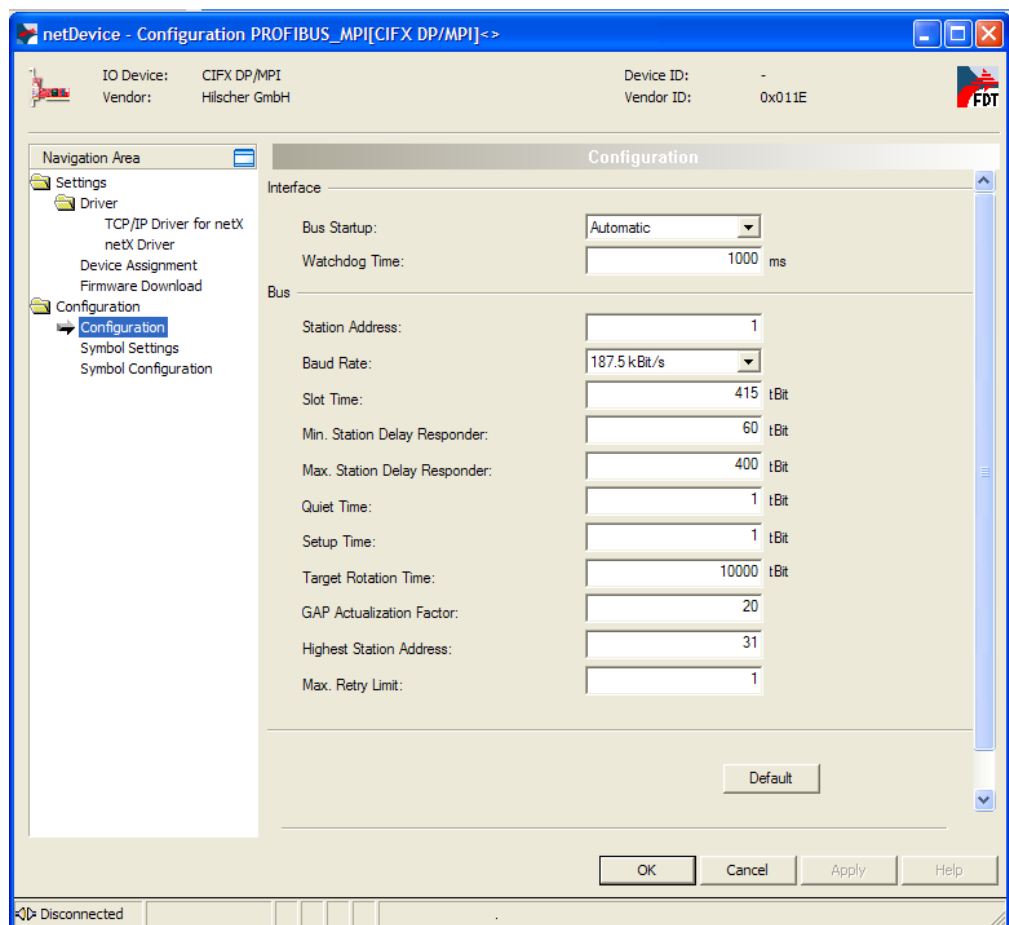 netDevice - Configuration PROFIBUS_MPI[CIFX DP/MPI]<>
IO Device: CIFX DP/MPI Device ID: -
Vendor: Hilscher GmbH Vendor ID: 0x011E
FDT
Navigation Area
Settings
Driver
TCP/IP Driver for netX
netX Driver
Device Assignment
Firmware Download
Configuration
Configuration
Symbol Settings
Symbol Configuration
Configuration
Interface
Bus Startup: Automatic
Watchdog Time: 1000 ms
Bus
Station Address: 1
Baud Rate: 187.5 kBit/s
Slot Time: 415 tBit
Min. Station Delay Responder: 60 tBit
Max. Station Delay Responder: 400 tBit
Quiet Time: 1 tBit
Setup Time: 1 tBit
Target Rotation Time: 10000 tBit
GAP Actualization Factor: 20
Highest Station Address: 31
Max. Retry Limit: 1
Default
OK Cancel Apply Help
Disconnected .